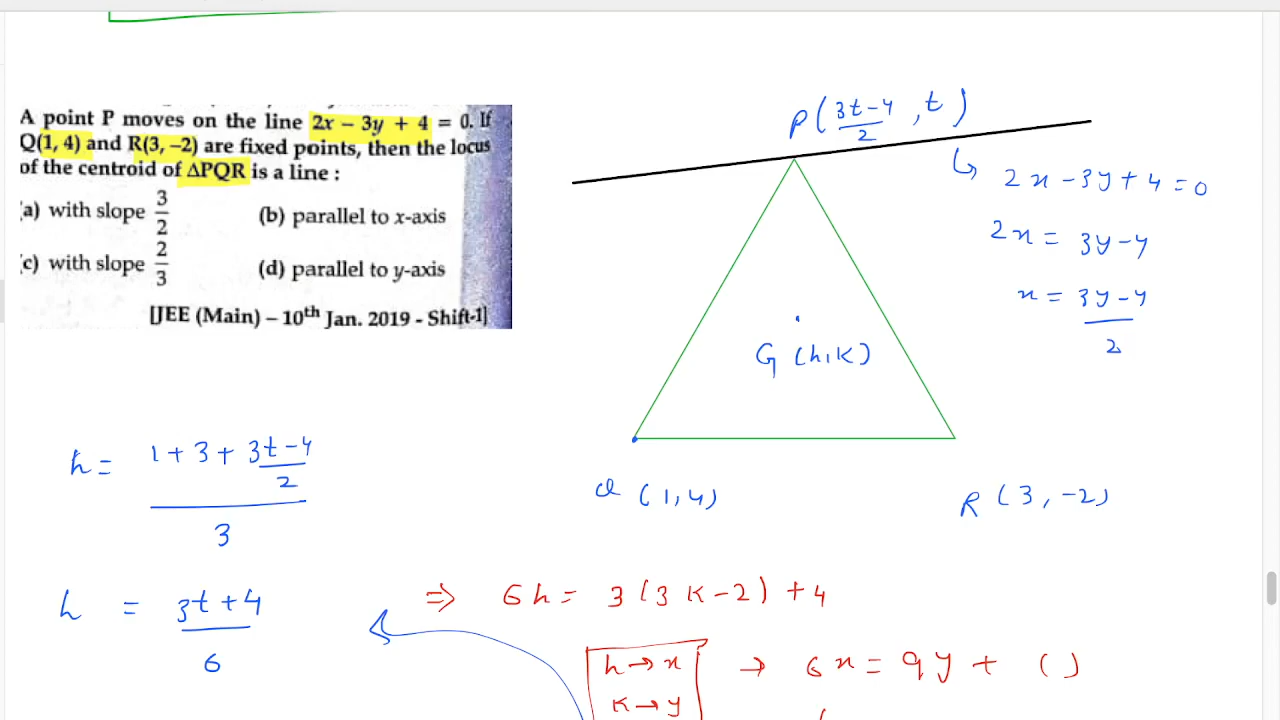 A point P moves on the line 2x − 3y + 4 = 0. If
Q(1, 4) and R(3, −2) are fixed points, then the locus
of the centroid of ΔPQR is a line :
(a) with slope 3/2 (b) parallel to x-axis
(c) with slope 2/3 (d) parallel to y-axis
[JEE (Main) – 10th Jan. 2019 - Shift-1]
P(3t-4/2 , t)
2x-3y+4=0
2x = 3y-4
x = 3y-4/2
G (h,k)
Q (1,4)
R (3,-2)
h = 1+3+3t-4/2 / 3
h = 3t+4/6
⇒ 6h = 3(3k-2)+4
h→x → 6x = 9y + ( )
k→y